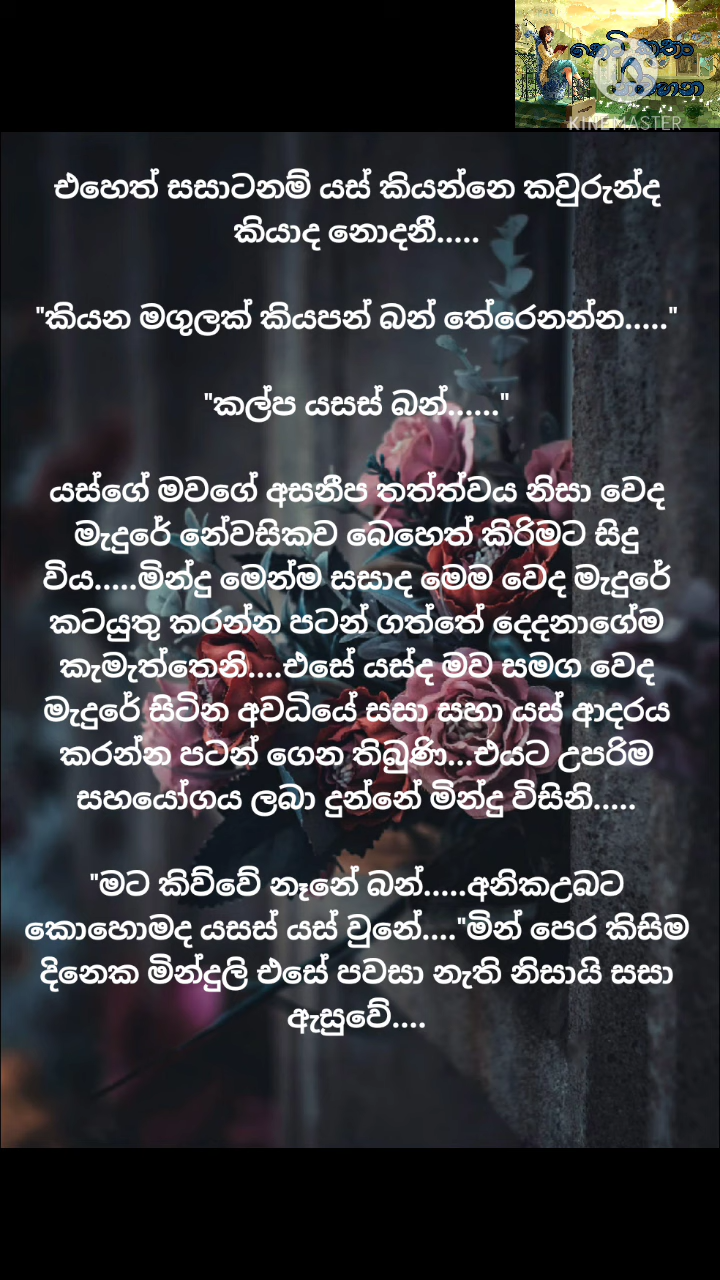 කෙටි කතා
KINEMASTER
එහෙත් සසාටනම් යස් කියන්නෙ කවුරුන්ද
කියාද නොදනී.....
"කියන මගුලක් කියපන් බන් තේරෙනන්න....."
"කල්ප යසස් බන්......"
යස්ගේ මවගේ අසනීප තත්ත්වය නිසා වෙද
මැදුරේ නේවසිකව බෙහෙත් කිරිමට සිදු
විය.....මින්දු මෙන්ම සසාද මෙම වෙද මැදුරේ
කටයුතු කරන්න පටන් ගත්තේ දෙදනාගේම
කැමැත්තෙනි....එසේ යස්ද මව සමග වෙද
මැදුරේ සිටින අවධියේ සසා සහා යස් ආදරය
කරන්න පටන් ගෙන තිබුණි...එයට උපරිම
සහයෝගය ලබා දුන්නේ මින්දු විසිනි.....
"මට කිව්වේ නෑනේ බන්.....අනිකඋබට
කොහොමද යසස් යස් වුනේ...."මින් පෙර කිසිම
දිනෙක මින්දුලි එසේ පවසා නැති නිසායි සසා
ඇසුවේ....